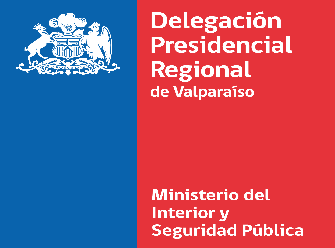 Delegación
Presidencial
Regional
de Valparaíso
Ministerio del
Interior y
Seguridad Pública